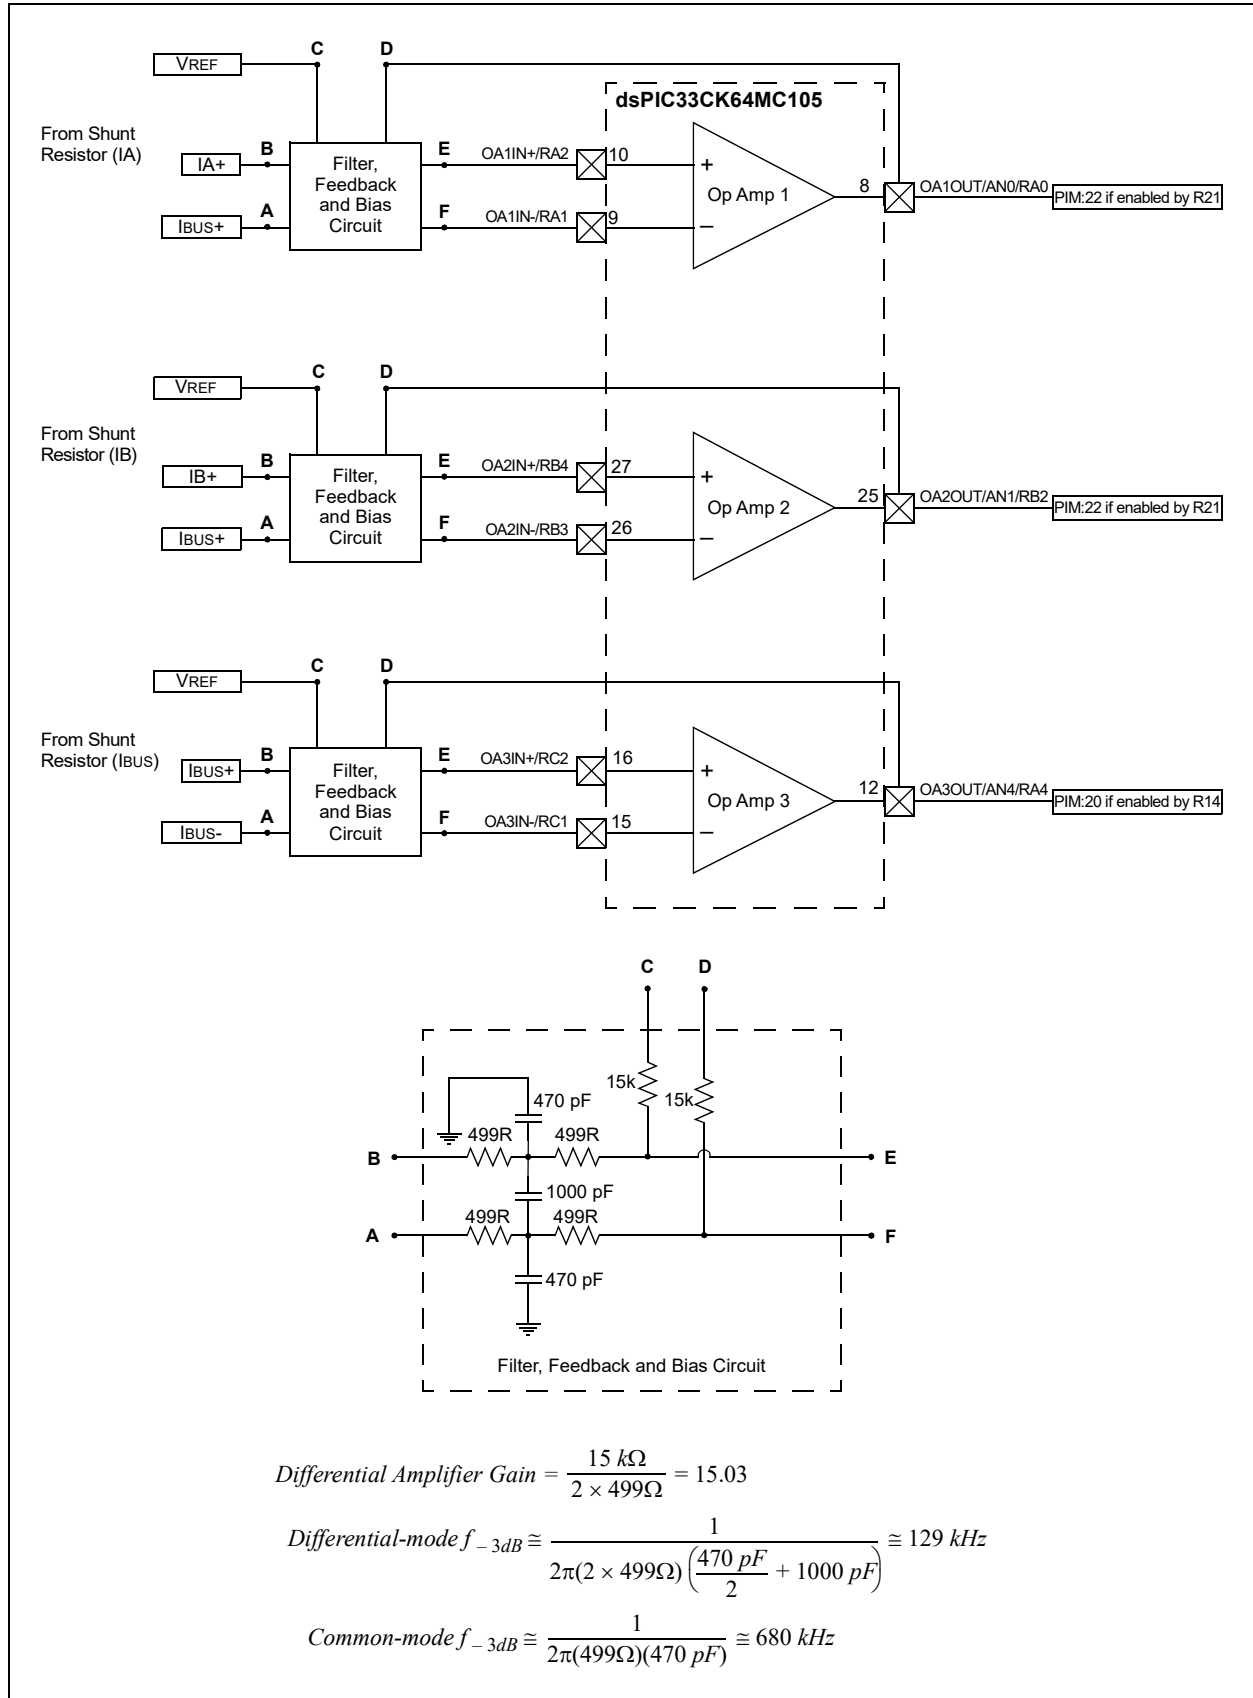 C D
VREF
dsPIC33CK64MC105
From Shunt
Resistor (IA)
B
IA+
A
IBUS+
Filter,
Feedback
and Bias
Circuit
E
OA1IN+/RA2
10
F
OA1IN-/RA1
9
+
Op Amp 1
–
8
OA1OUT/AN0/RA0
PIM:22 if enabled by R21
C D
VREF
From Shunt
Resistor (IB)
B
IB+
A
IBUS+
Filter,
Feedback
and Bias
Circuit
E
OA2IN+/RB4
27
F
OA2IN-/RB3
26
+
Op Amp 2
–
25
OA2OUT/AN1/RB2
PIM:22 if enabled by R21
C D
VREF
From Shunt
Resistor (IBUS)
B
IBUS+
A
IBUS-
Filter,
Feedback
and Bias
Circuit
E
OA3IN+/RC2
16
F
OA3IN-/RC1
15
+
Op Amp 3
–
12
OA3OUT/AN4/RA4
PIM:20 if enabled by R14
C D
15k
15k
470 pF
499R 499R
B
E
1000 pF
499R 499R
A
F
470 pF
Filter, Feedback and Bias Circuit
Differential Amplifier Gain = 15 kΩ / 2 × 499Ω = 15.03
Differential-mode f –3dB ≅ 1 / 2π(2 × 499Ω) (470 pF / 2 + 1000 pF) ≅ 129 kHz
Common-mode f –3dB ≅ 1 / 2π(499Ω)(470 pF) ≅ 680 kHz